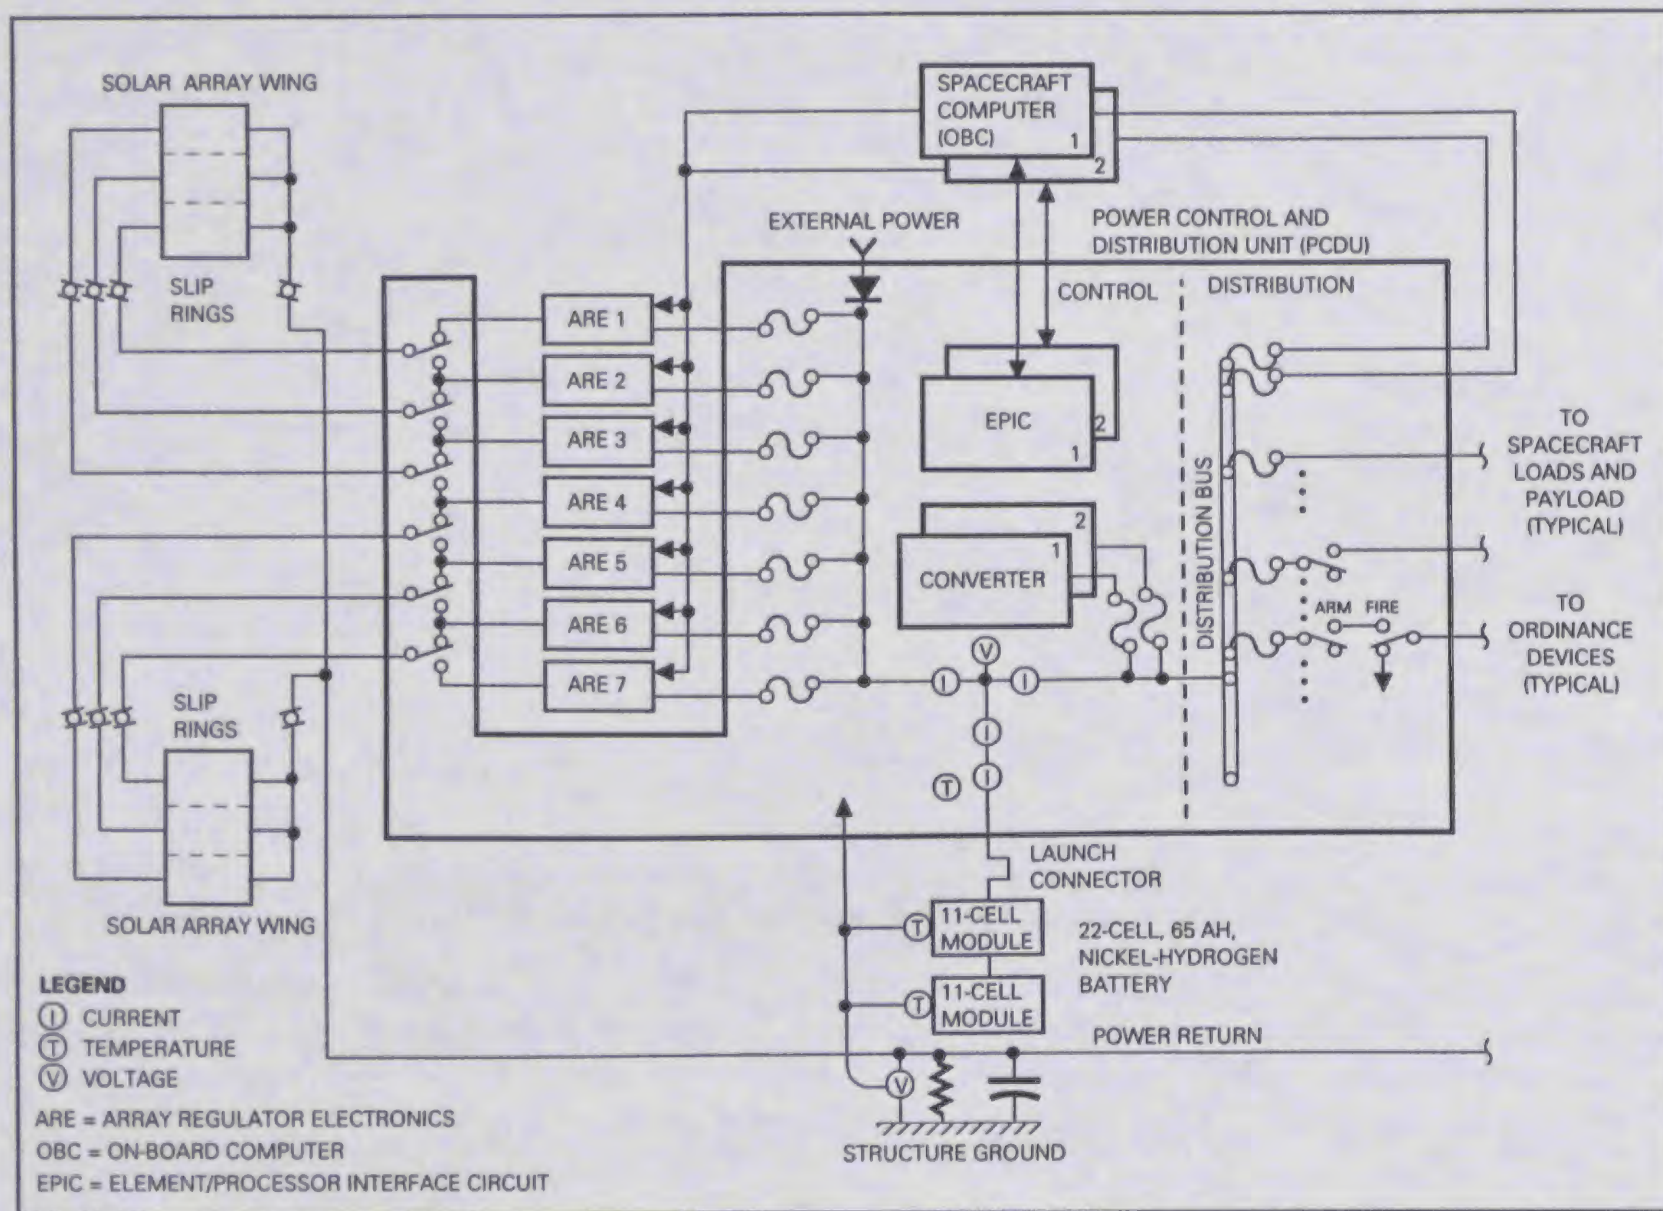 SOLAR ARRAY WING
SLIP
RINGS
SPACECRAFT
COMPUTER
(OBC)
1
2
EXTERNAL POWER
POWER CONTROL AND
DISTRIBUTION UNIT (PCDU)
CONTROL
DISTRIBUTION
ARE 1
ARE 2
ARE 3
ARE 4
ARE 5
ARE 6
ARE 7
EPIC
2
1
2
1
CONVERTER
DISTRIBUTION BUS
TO
SPACECRAFT
LOADS AND
PAYLOAD
(TYPICAL)
ARM FIRE
TO
ORDINANCE
DEVICES
(TYPICAL)
V
I
I
I
T
I
SLIP
RINGS
SOLAR ARRAY WING
LAUNCH
CONNECTOR
T
11-CELL
MODULE
T
11-CELL
MODULE
22-CELL, 65 AH,
NICKEL-HYDROGEN
BATTERY
POWER RETURN
V
STRUCTURE GROUND
LEGEND
I CURRENT
T TEMPERATURE
V VOLTAGE
ARE = ARRAY REGULATOR ELECTRONICS
OBC = ON-BOARD COMPUTER
EPIC = ELEMENT/PROCESSOR INTERFACE CIRCUIT